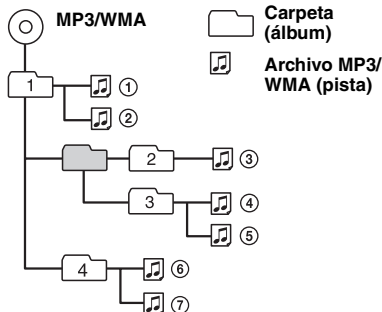 MP3/WMA
Carpeta
(álbum)
Archivo MP3/
WMA (pista)
1
①
②
2
③
3
④
⑤
4
⑥
⑦